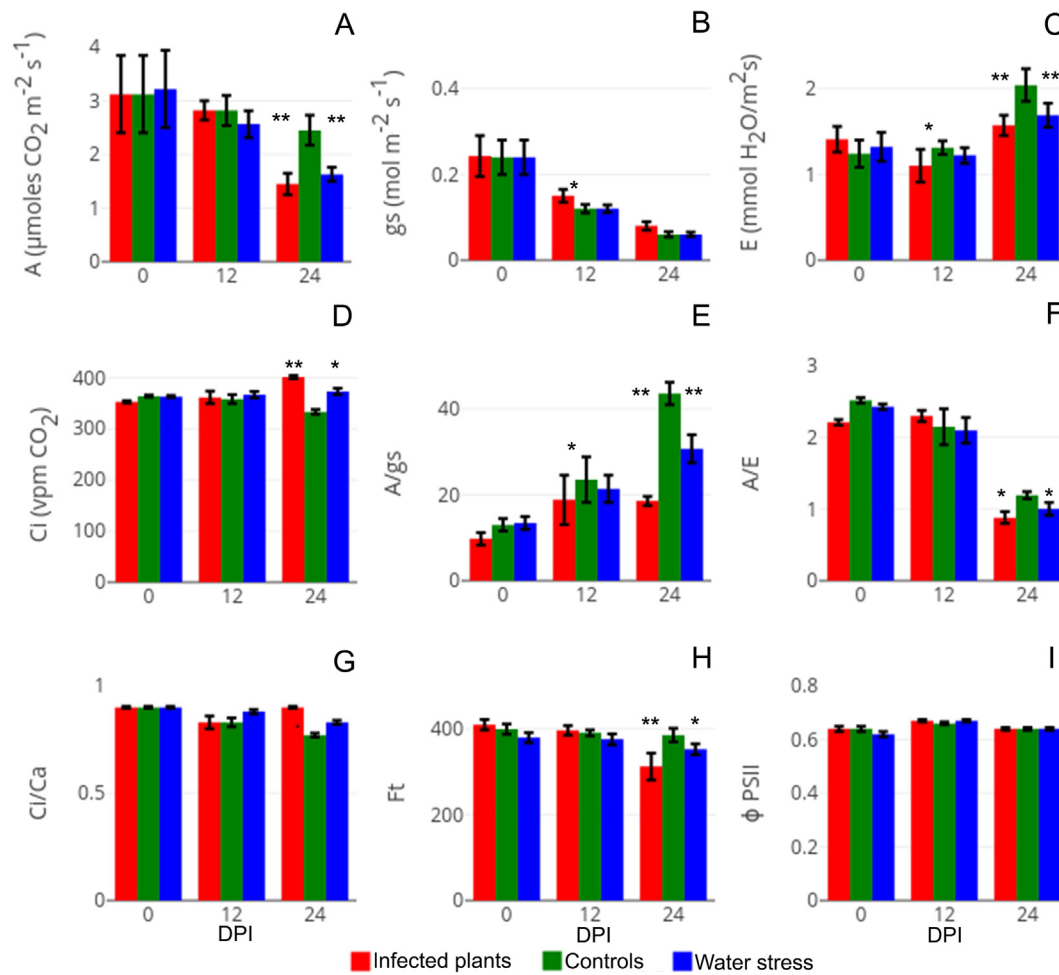 A
B
C
A (μmoles CO2 m-2 s-1)
4
3
2
1
0
** **
0 12 24
gs (mol m-2 s-1)
0.4
0.2
0
*
0 12 24
E (mmol H2O/m2s)
2
1
0
* ** **
0 12 24
D
E
F
Ci (vpm CO2)
400
300
200
100
0
** *
0 12 24
A/gs
40
20
0
* ** **
0 12 24
A/E
3
2
1
0
* *
0 12 24
G
H
I
Ci/Ca
1
0.5
0
0 12 24
DPI
Ft
400
200
0
** *
0 12 24
ϕ PSII
0.8
0.6
0.4
0.2
0
0 12 24
DPI
Infected plants Controls Water stress